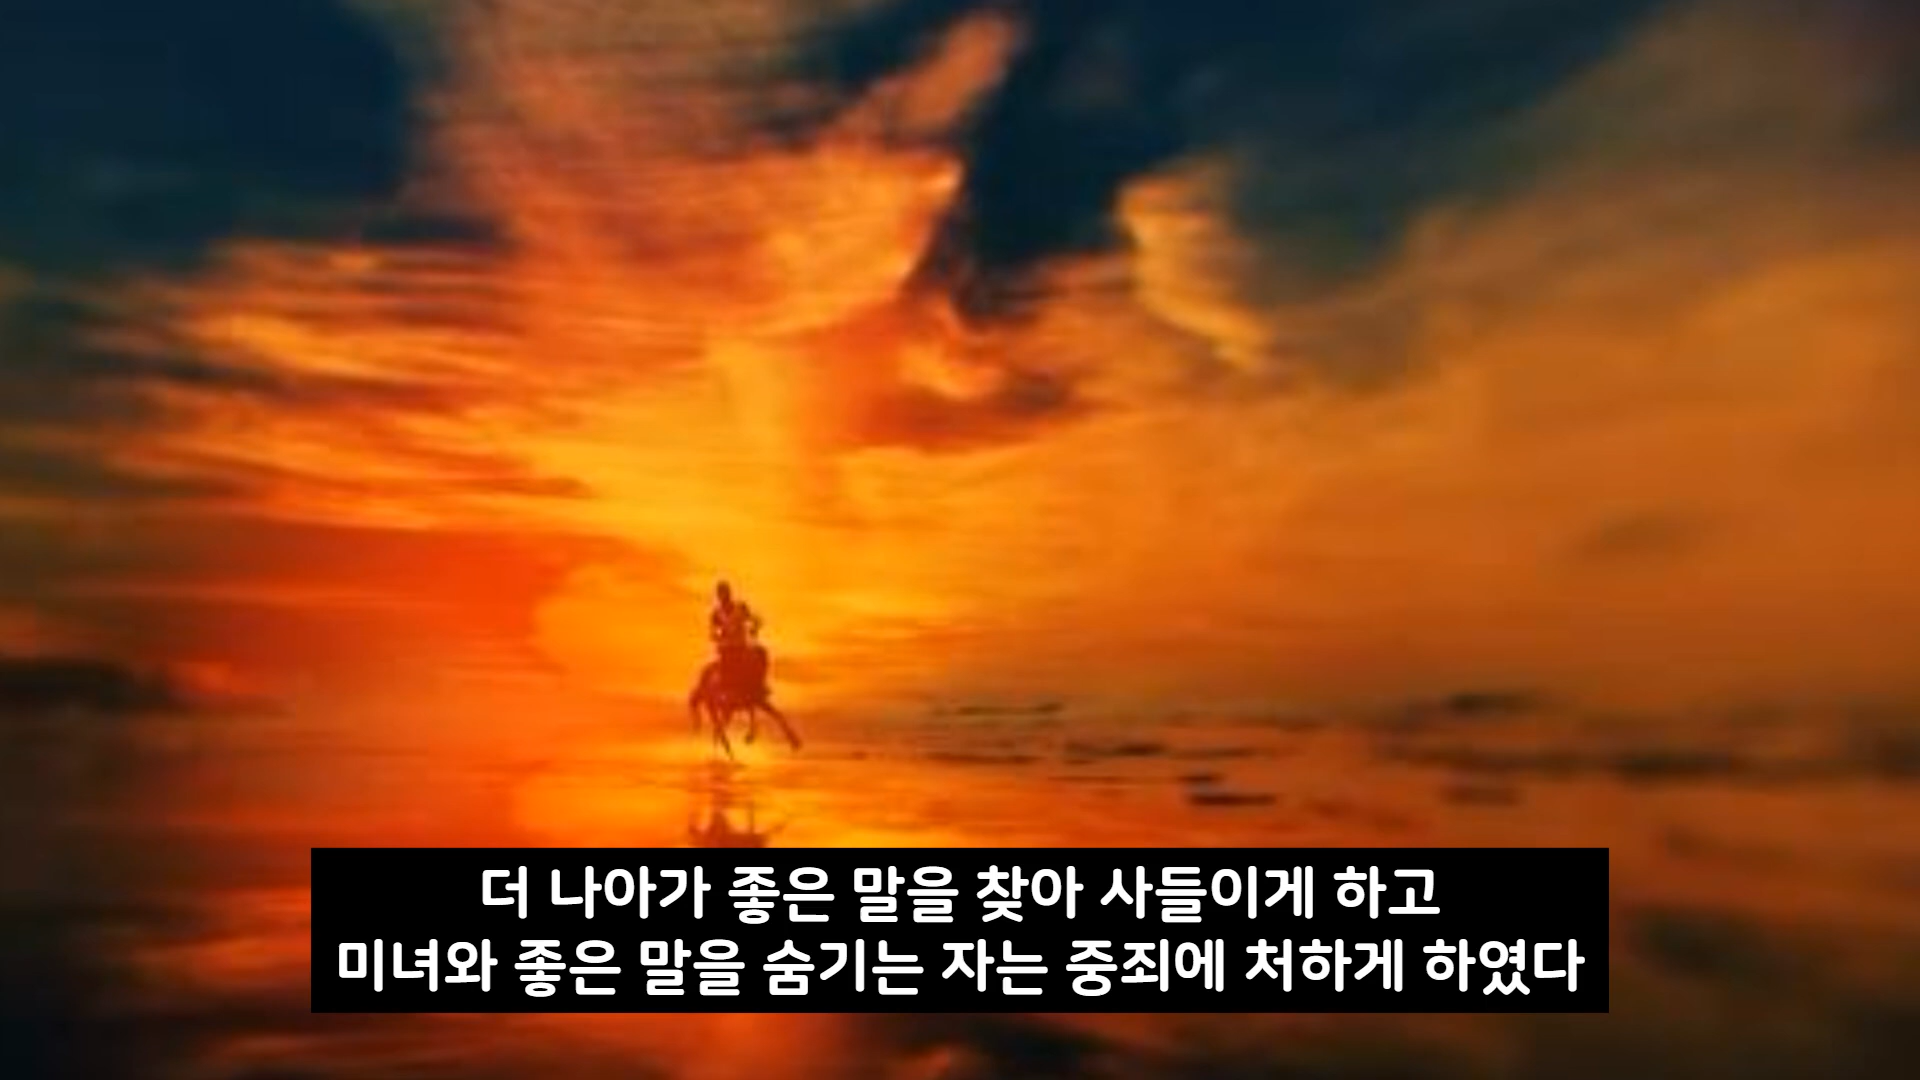 더 나아가 좋은 말을 찾아 사들이게 하고
미녀와 좋은 말을 숨기는 자는 중죄에 처하게 하였다